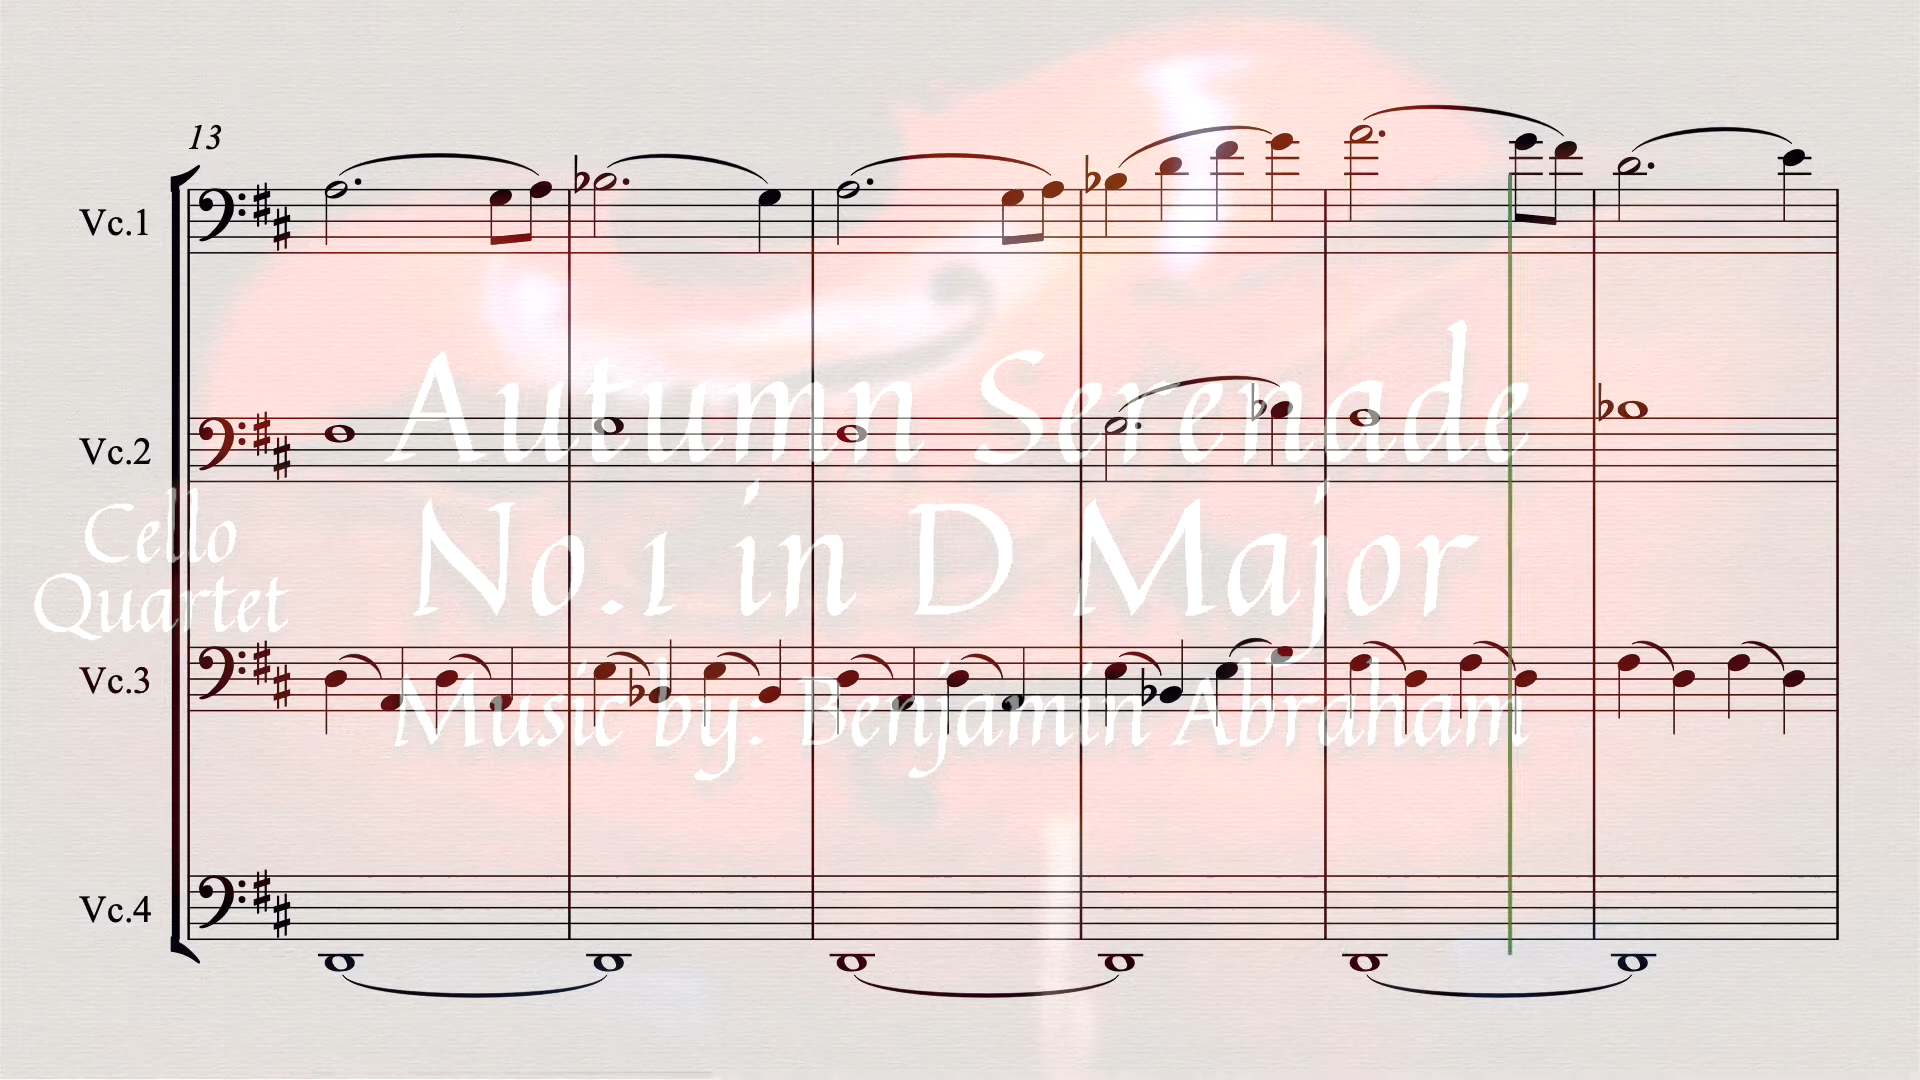 13
Vc.1
Autumn Serenade
Vc.2
Cello
Quartet
No.1 in D Major
Vc.3
Music by: Benjamin Abraham
Vc.4